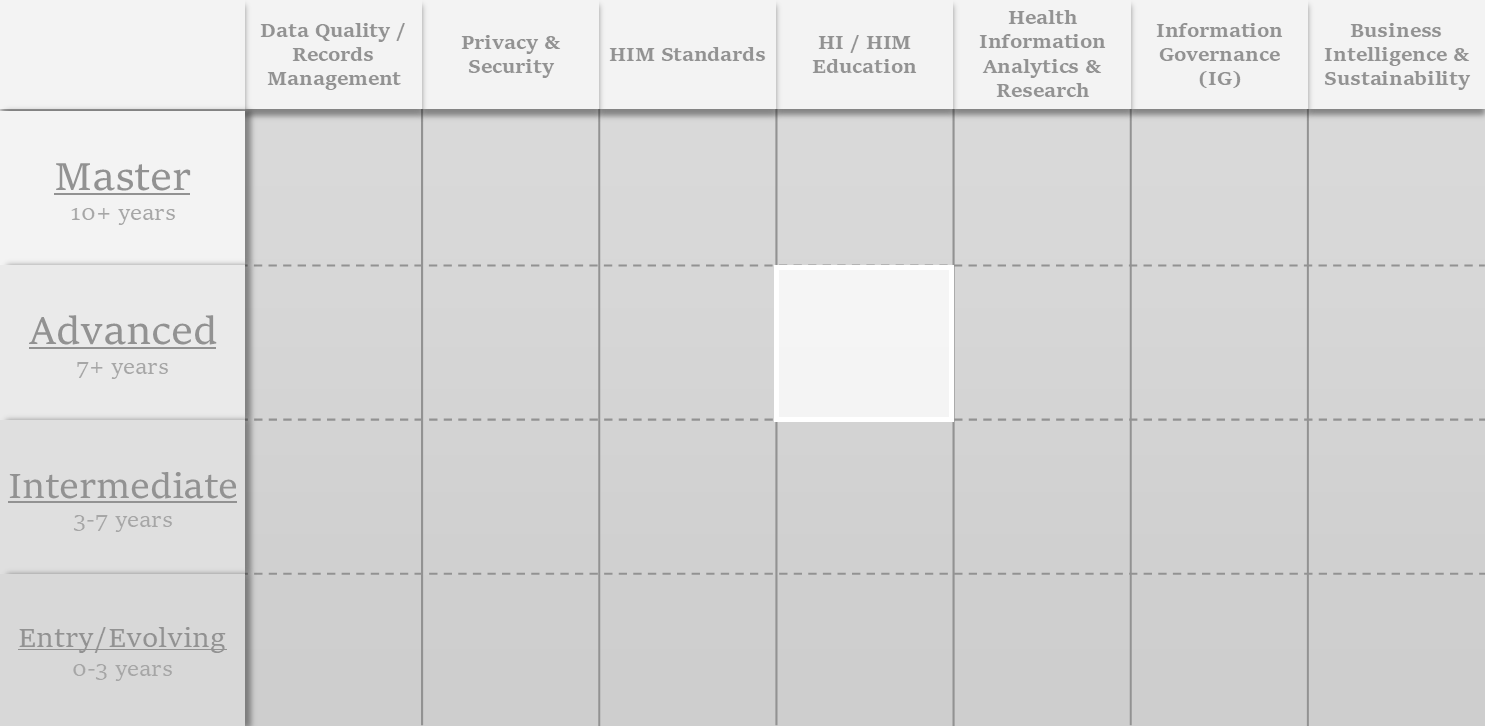 Data Quality /
Records
Management
Privacy &
Security
HIM Standards
HI / HIM
Education
Health
Information
Analytics &
Research
Information
Governance
(IG)
Business
Intelligence &
Sustainability
Master
10+ years
Advanced
7+ years
Intermediate
3-7 years
Entry/Evolving
0-3 years